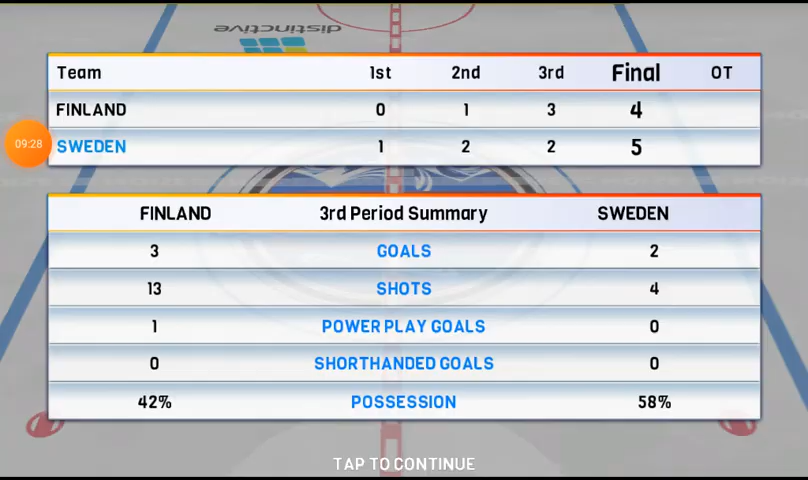 distinctive
Team 1st 2nd 3rd Final OT
FINLAND 0 1 3 4
09:28
SWEDEN 1 2 2 5
FINLAND 3rd Period Summary SWEDEN
3 GOALS 2
13 SHOTS 4
1 POWER PLAY GOALS 0
0 SHORTHANDED GOALS 0
42% POSSESSION 58%
TAP TO CONTINUE